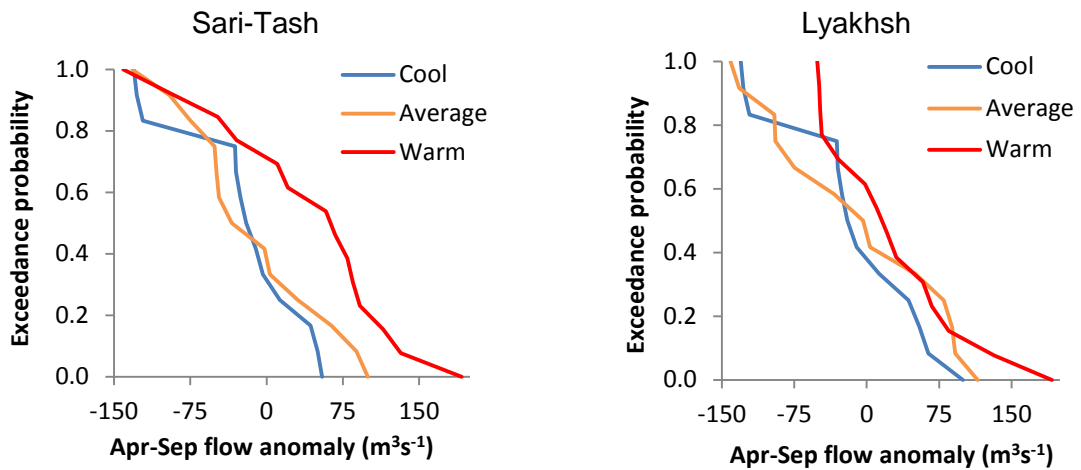 Sari-Tash
Exceedance probability
1.0
0.8
0.6
0.4
0.2
0.0
Cool
Average
Warm
-150 -75 0 75 150
Apr-Sep flow anomaly (m³s⁻¹)
Lyakhsh
Exceedance probability
1.0
0.8
0.6
0.4
0.2
0.0
Cool
Average
Warm
-150 -75 0 75 150
Apr-Sep flow anomaly (m³s⁻¹)